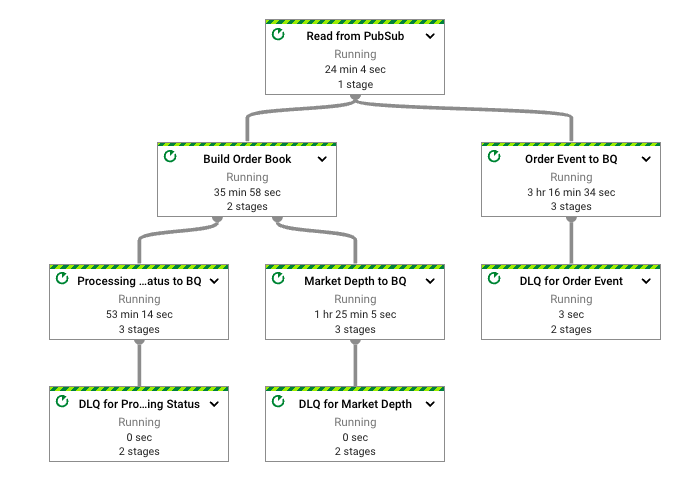 Read from PubSub
Running
24 min 4 sec
1 stage
Build Order Book
Running
35 min 58 sec
2 stages
Order Event to BQ
Running
3 hr 16 min 34 sec
3 stages
Processing ...atus to BQ
Running
53 min 14 sec
3 stages
Market Depth to BQ
Running
1 hr 25 min 5 sec
3 stages
DLQ for Order Event
Running
3 sec
2 stages
DLQ for Pro...ing Status
Running
0 sec
2 stages
DLQ for Market Depth
Running
0 sec
2 stages